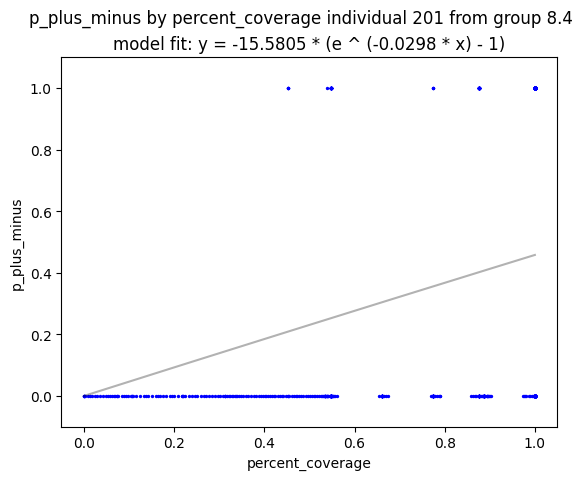 p_plus_minus by percent_coverage individual 201 from group 8.4
model fit: y = -15.5805 * (e ^ (-0.0298 * x) - 1)
1.0
0.8
0.6
0.4
0.2
0.0
p_plus_minus
0.0 0.2 0.4 0.6 0.8 1.0
percent_coverage